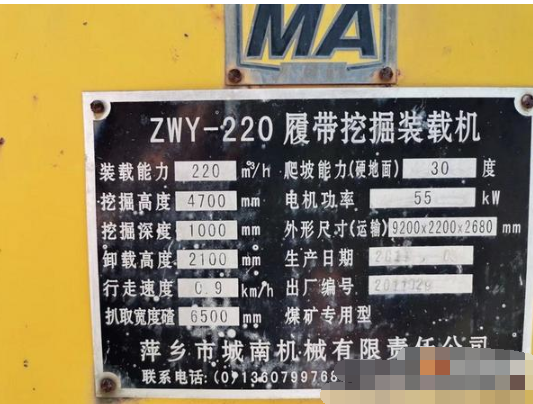 MA
ZWY-220 履带挖掘装载机
装载能力 220 m³/h 爬坡能力(硬地面) 30 度
挖掘高度 4700 mm 电机功率 55 kW
挖掘深度 1000 mm 外形尺寸(运输) 9200x2200x2680 mm
卸载高度 2100 mm 生产日期
行走速度 0.9 km/h 出厂编号
扒取宽度碴 6500 mm 煤矿专用型
萍乡市城南机械有限责任公司
联系电话: